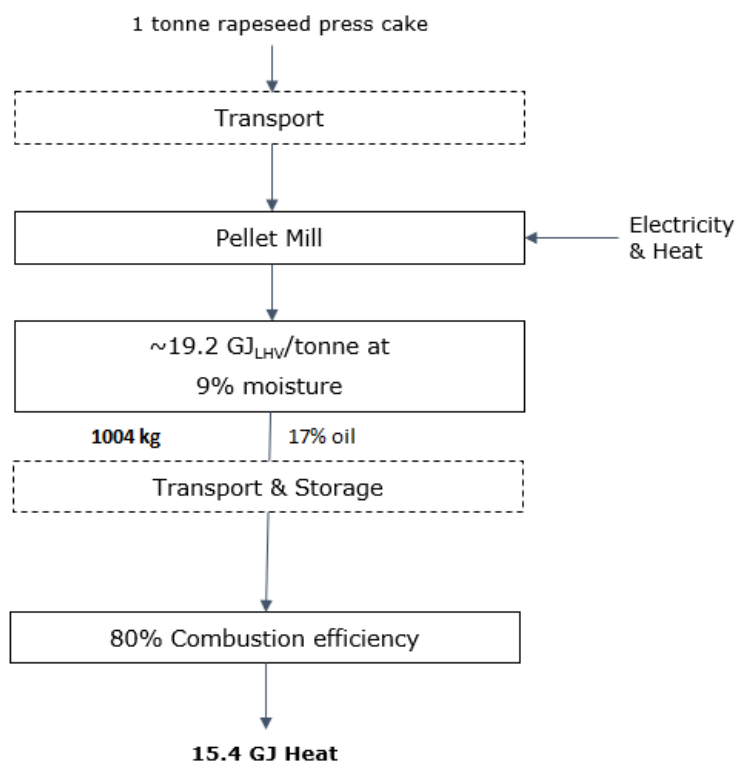 1 tonne rapeseed press cake
Transport
Pellet Mill
Electricity
& Heat
~19.2 GJLHV/tonne at
9% moisture
1004 kg
17% oil
Transport & Storage
80% Combustion efficiency
15.4 GJ Heat